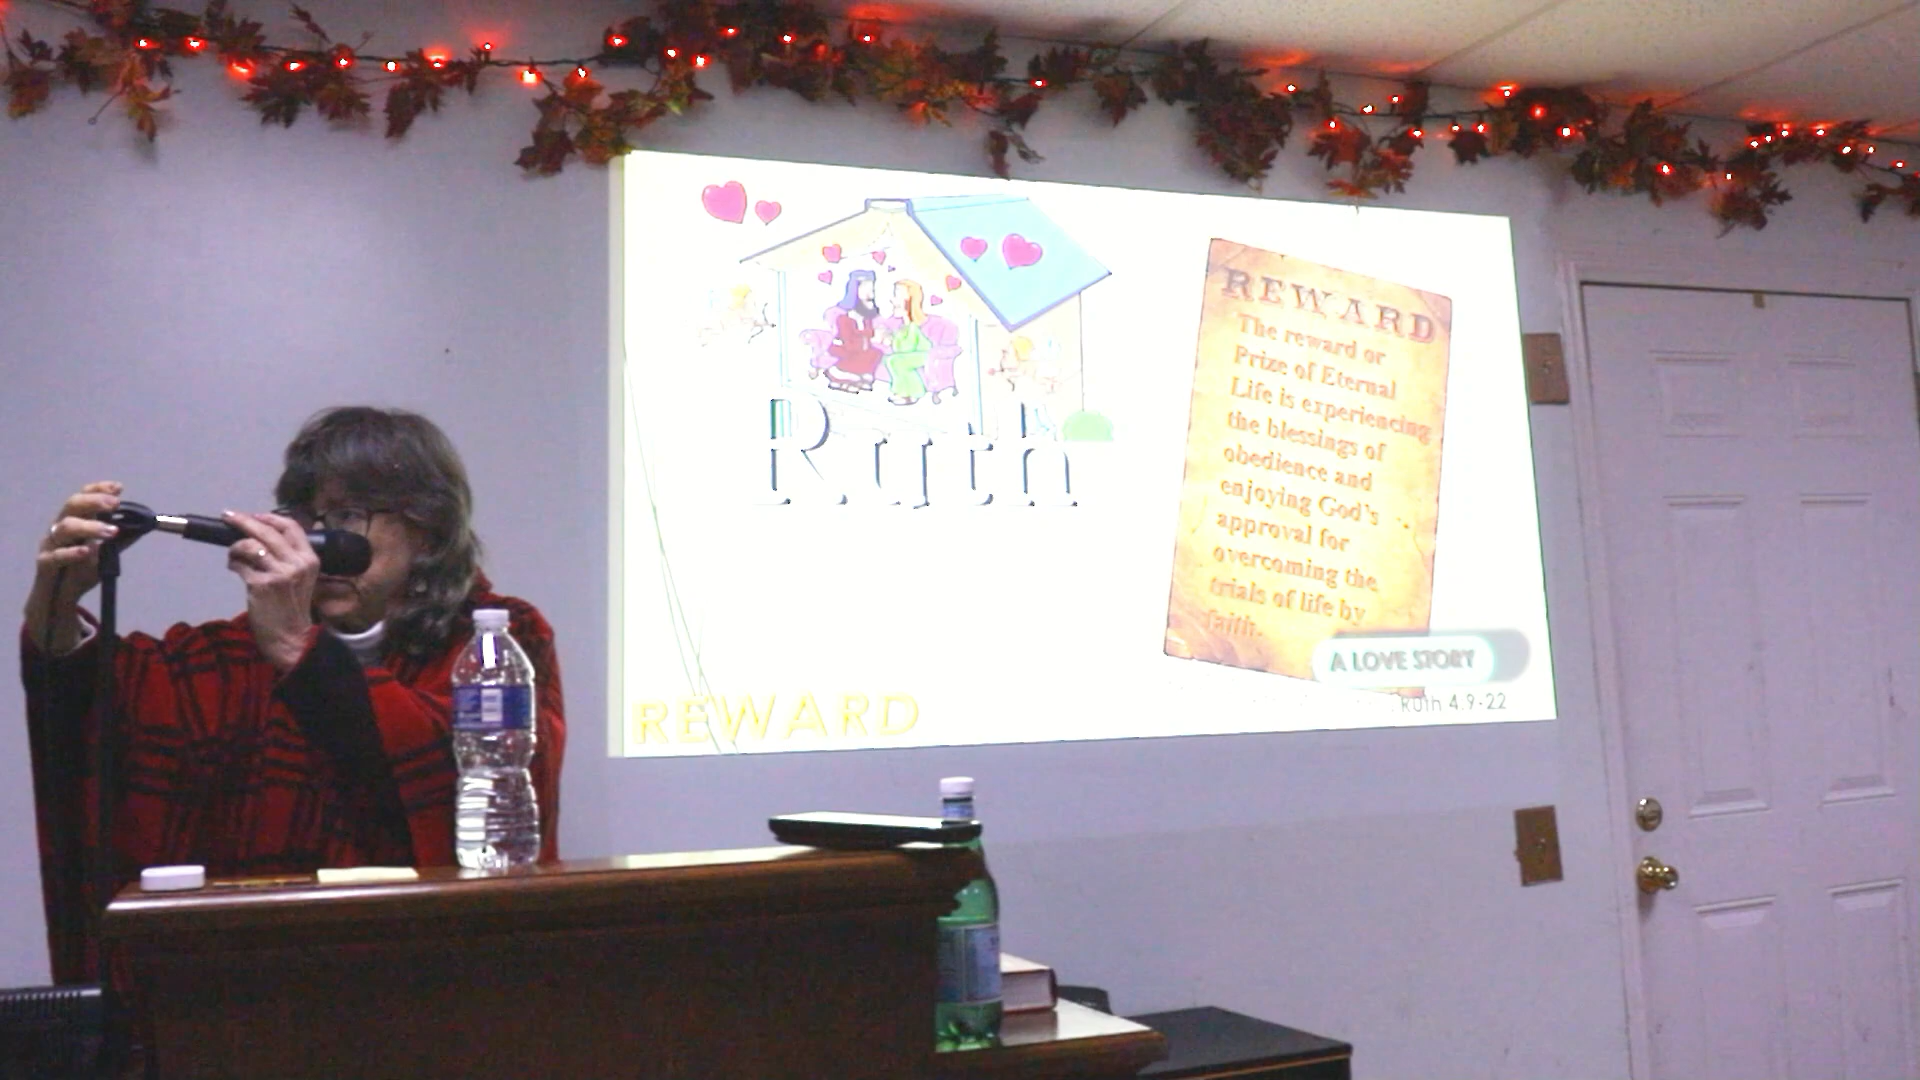 Ruth
REWARD
The reward or
Prize of Eternal
Life is experiencing
the blessings of
obedience and
enjoying God's
approval for
overcoming the
trials of life by
faith.
A LOVE STORY
REWARD
Ruth 4.9-22